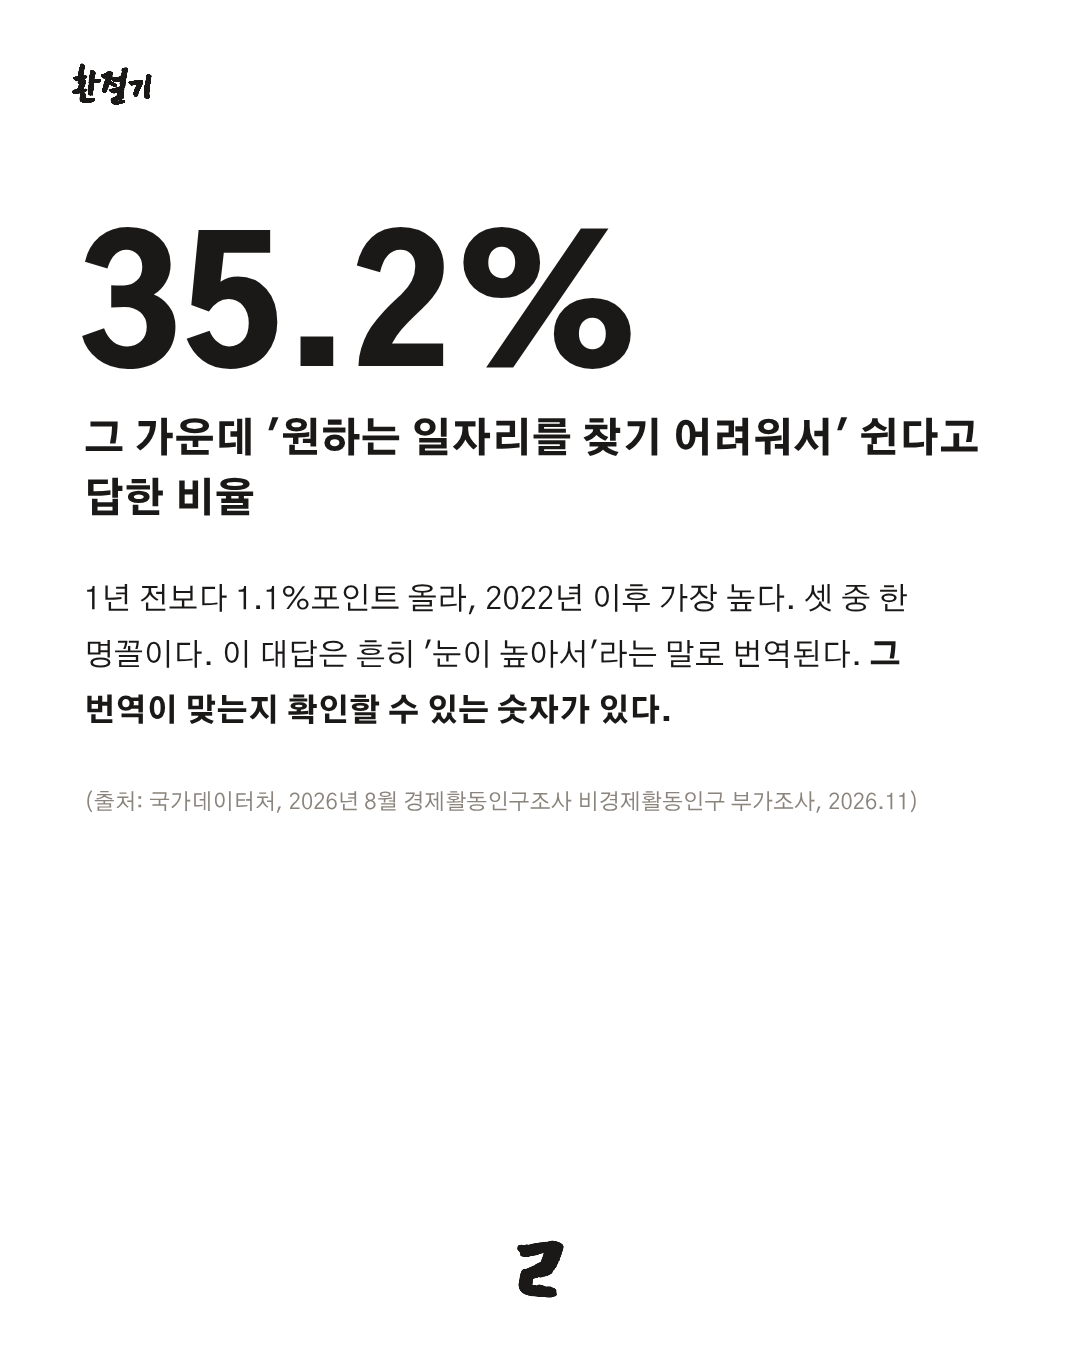 환절기
35.2%
그 가운데 '원하는 일자리를 찾기 어려워서' 쉰다고
답한 비율
1년 전보다 1.1%포인트 올라, 2022년 이후 가장 높다. 셋 중 한
명꼴이다. 이 대답은 흔히 '눈이 높아서'라는 말로 번역된다. 그
번역이 맞는지 확인할 수 있는 숫자가 있다.
(출처: 국가데이터처, 2026년 8월 경제활동인구조사 비경제활동인구 부가조사, 2026.11)
ㄹ